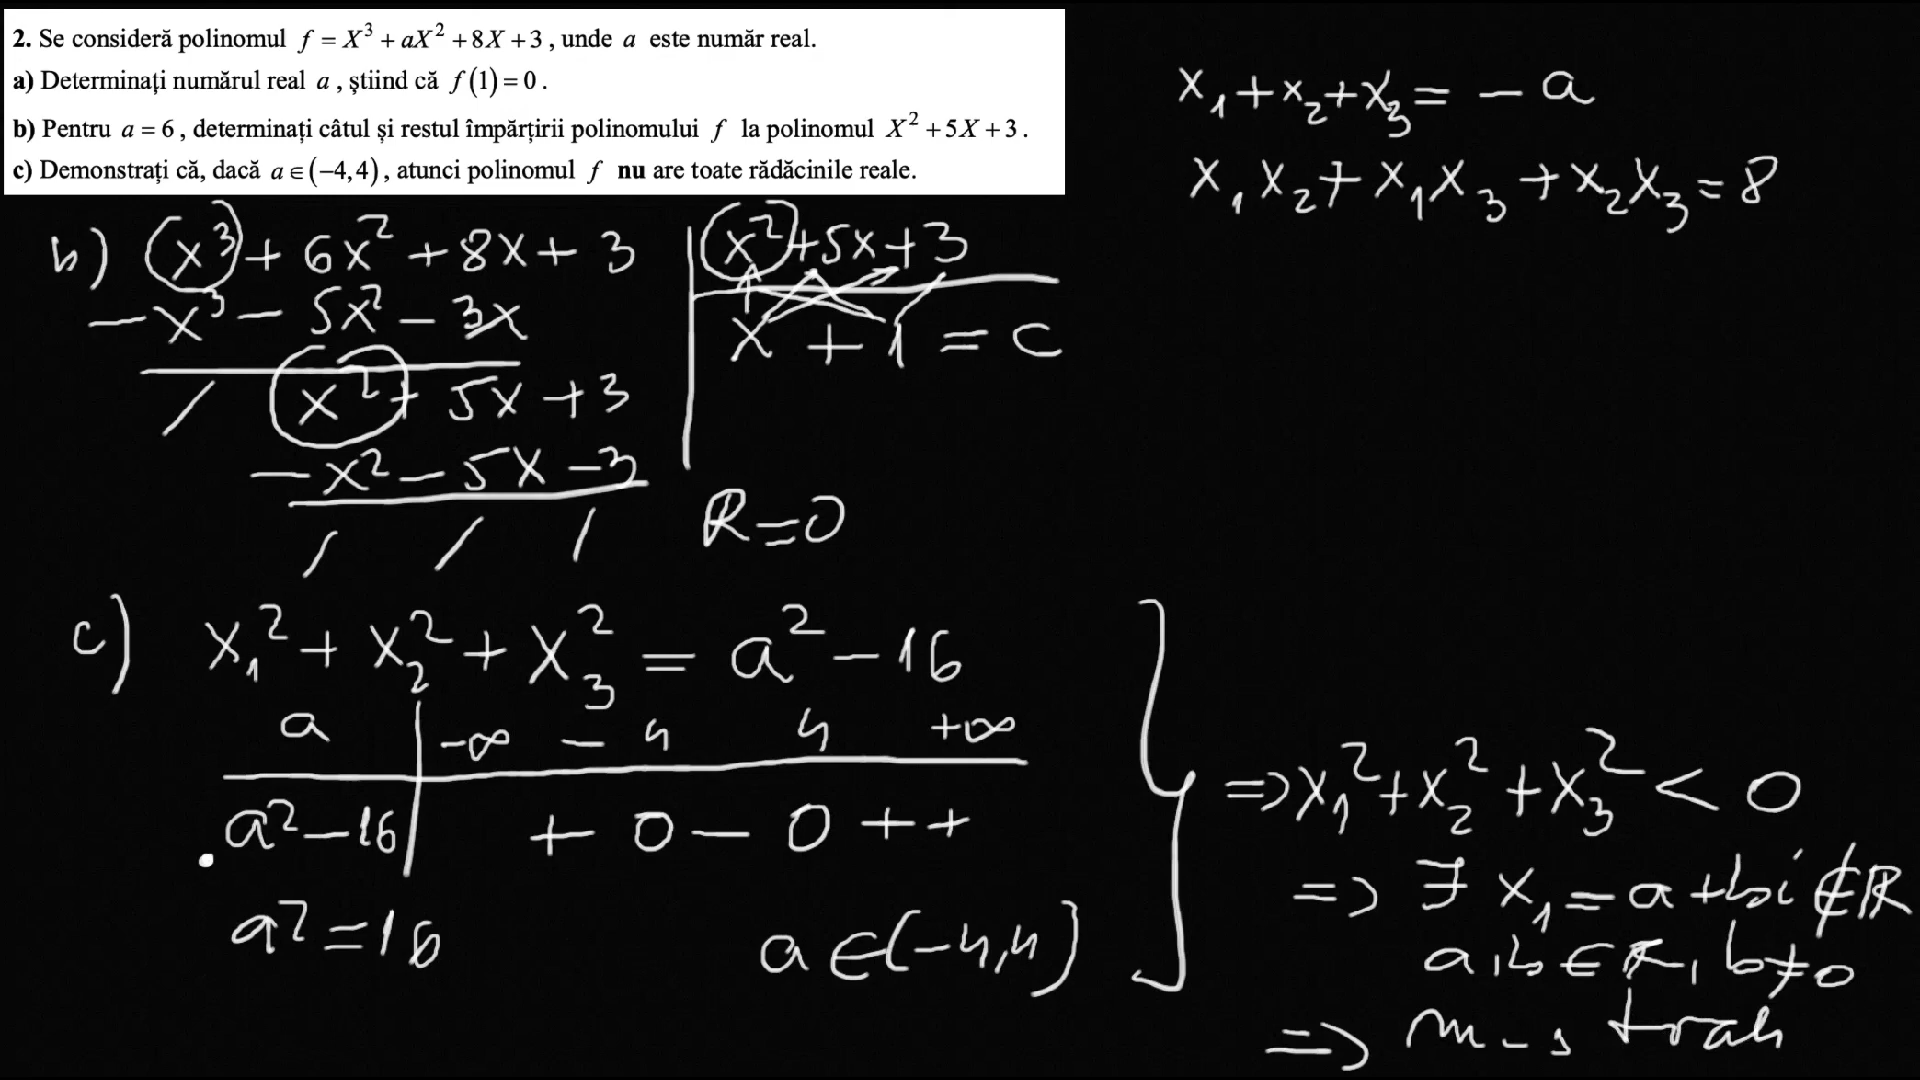 2. Se consideră polinomul f = X³ + aX² + 8X + 3, unde a este număr real.
a) Determinați numărul real a, știind că f(1) = 0.
b) Pentru a = 6, determinați câtul și restul împărțirii polinomului f la polinomul X² + 5X + 3.
c) Demonstrați că, dacă a ∈ (−4, 4), atunci polinomul f nu are toate rădăcinile reale.
x₁ + x₂ + x₃ = − a
x₁x₂ + x₁x₃ + x₂x₃ = 8
b) x³ + 6x² + 8x + 3 | x² + 5x + 3
− x³ − 5x² − 3x | x + 1 = C
/ x² + 5x + 3
− x² − 5x − 3
/ / / R = 0
c) x₁² + x₂² + x₃² = a² − 16
a | −∞ − 4 4 +∞
a² − 16 | + 0 − 0 + +
a² = 16 a ∈ (−4, 4)
⇒ x₁² + x₂² + x₃² < 0
⇒ ∃ x₁ = a + bi ∉ ℝ
a, b ∈ ℝ, b ≠ 0